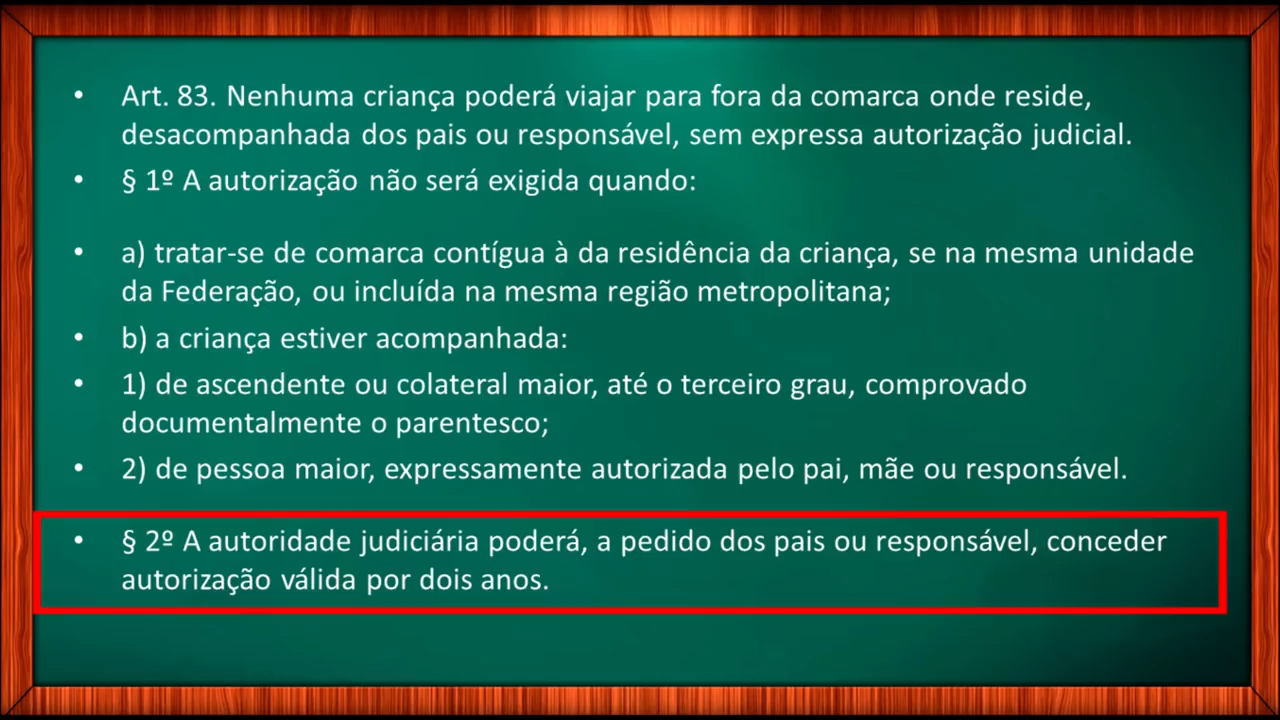 • Art. 83. Nenhuma criança poderá viajar para fora da comarca onde reside,
desacompanhada dos pais ou responsável, sem expressa autorização judicial.
• § 1º A autorização não será exigida quando:
• a) tratar-se de comarca contígua à da residência da criança, se na mesma unidade
da Federação, ou incluída na mesma região metropolitana;
• b) a criança estiver acompanhada:
• 1) de ascendente ou colateral maior, até o terceiro grau, comprovado
documentalmente o parentesco;
• 2) de pessoa maior, expressamente autorizada pelo pai, mãe ou responsável.
• § 2º A autoridade judiciária poderá, a pedido dos pais ou responsável, conceder
autorização válida por dois anos.